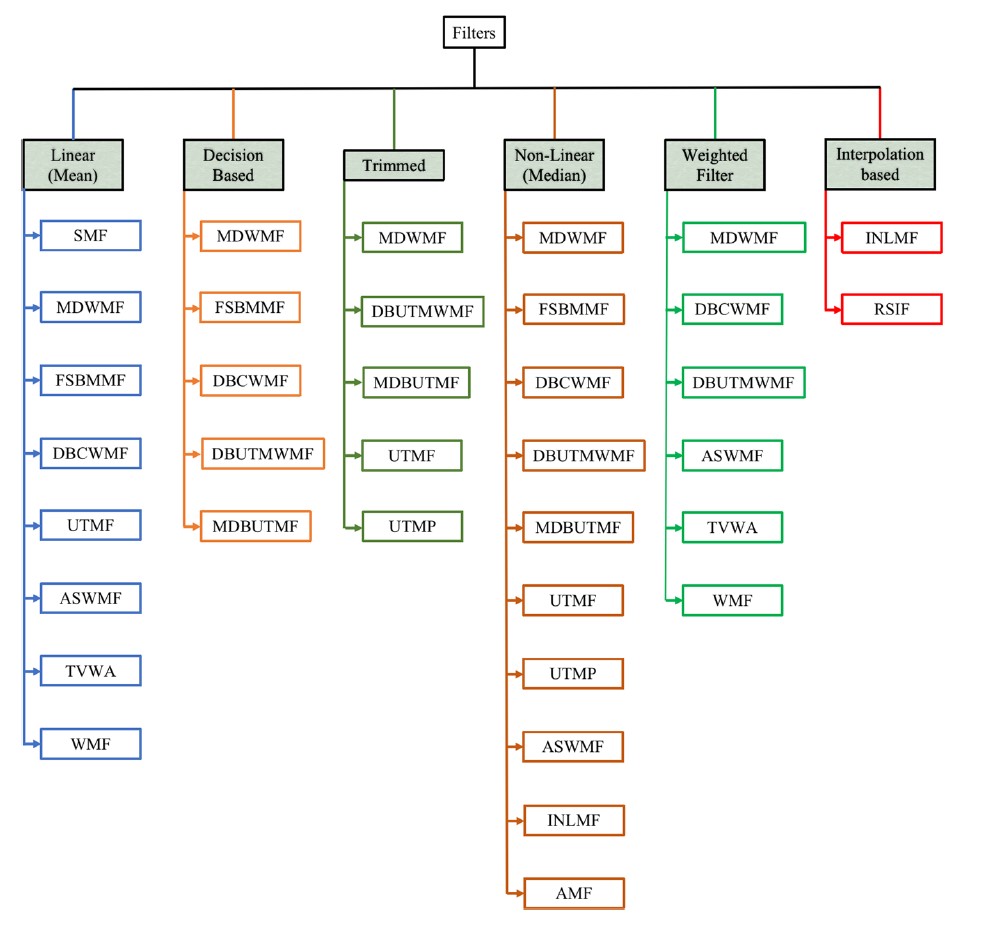 Filters
Linear
(Mean)
SMF
MDWMF
FSBMMF
DBCWMF
UTMF
ASWMF
TVWA
WMF
Decision
Based
MDWMF
FSBMMF
DBCWMF
DBUTMWMF
MDBUTMF
Trimmed
MDWMF
DBUTMWMF
MDBUTMF
UTMF
UTMP
Non-Linear
(Median)
MDWMF
FSBMMF
DBCWMF
DBUTMWMF
MDBUTMF
UTMF
UTMP
ASWMF
INLMF
AMF
Weighted
Filter
MDWMF
DBCWMF
DBUTMWMF
ASWMF
TVWA
WMF
Interpolation
based
INLMF
RSIF